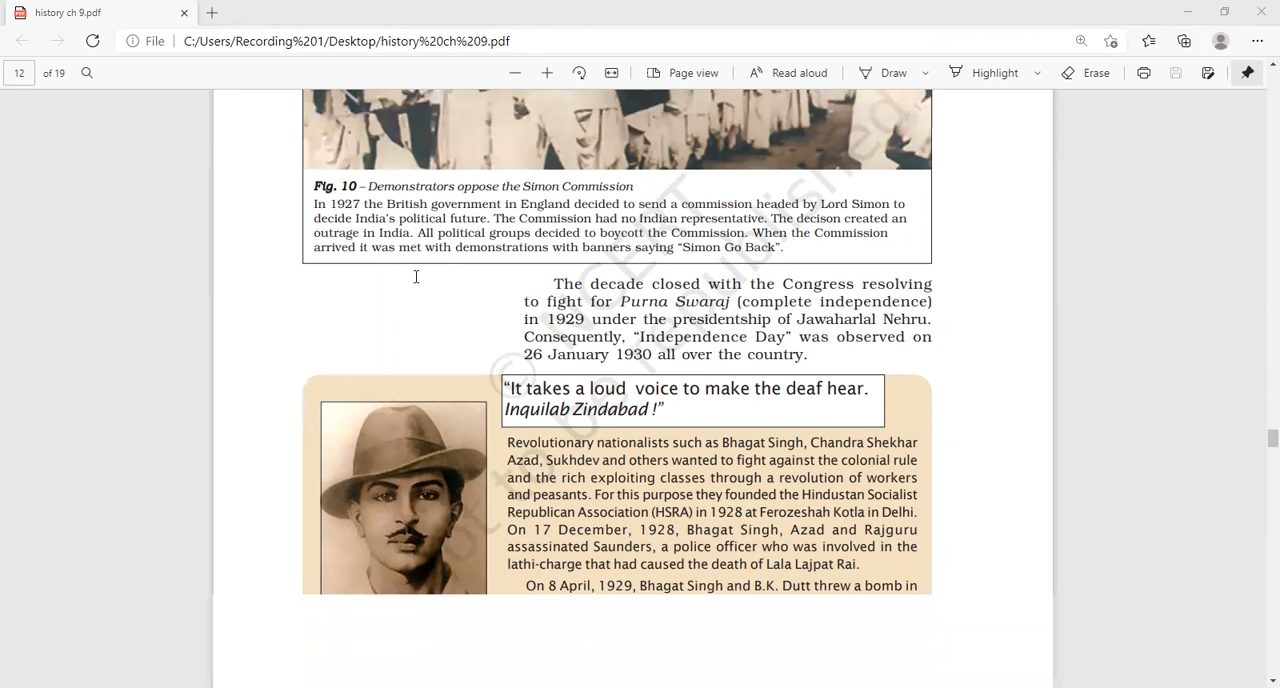 history ch 9.pdf
File
C:/Users/Recording%201/Desktop/history%20ch%209.pdf
12 of 19
Page view
Read aloud
Draw
Highlight
Erase
Fig. 10 – Demonstrators oppose the Simon Commission
In 1927 the British government in England decided to send a commission headed by Lord Simon to
decide India's political future. The Commission had no Indian representative. The decison created an
outrage in India. All political groups decided to boycott the Commission. When the Commission
arrived it was met with demonstrations with banners saying “Simon Go Back”.
The decade closed with the Congress resolving
to fight for Purna Swaraj (complete independence)
in 1929 under the presidentship of Jawaharlal Nehru.
Consequently, “Independence Day” was observed on
26 January 1930 all over the country.
“It takes a loud voice to make the deaf hear.
Inquilab Zindabad !”
Revolutionary nationalists such as Bhagat Singh, Chandra Shekhar
Azad, Sukhdev and others wanted to fight against the colonial rule
and the rich exploiting classes through a revolution of workers
and peasants. For this purpose they founded the Hindustan Socialist
Republican Association (HSRA) in 1928 at Ferozeshah Kotla in Delhi.
On 17 December, 1928, Bhagat Singh, Azad and Rajguru
assassinated Saunders, a police officer who was involved in the
lathi-charge that had caused the death of Lala Lajpat Rai.
On 8 April, 1929, Bhagat Singh and B.K. Dutt threw a bomb in
© NCERT
not to be republished